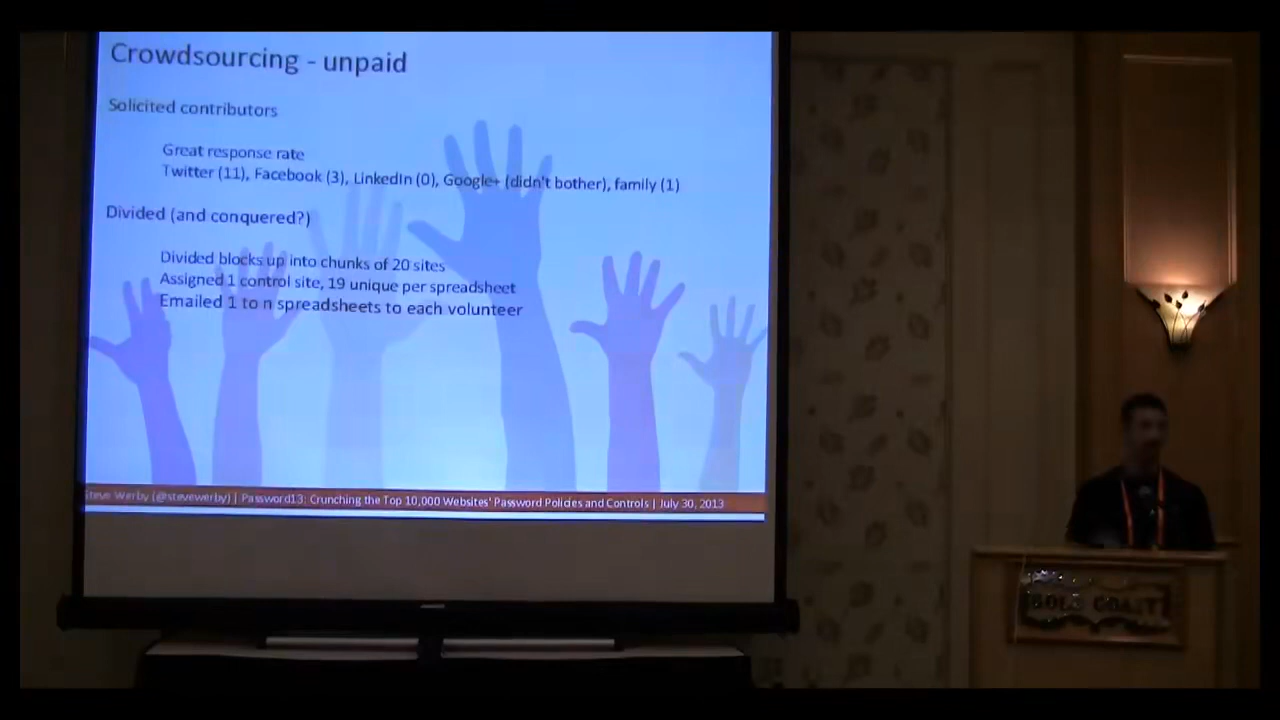 Crowdsourcing - unpaid
Solicited contributors
Great response rate
Twitter (11), Facebook (3), LinkedIn (0), Google+ (didn't bother), family (1)
Divided (and conquered?)
Divided blocks up into chunks of 20 sites
Assigned 1 control site, 19 unique per spreadsheet
Emailed 1 to n spreadsheets to each volunteer
Steve Werby (@stevewerby) | Password13: Crunching the Top 10,000 Websites' Password Policies and Controls | July 30, 2013
GOLD COAST